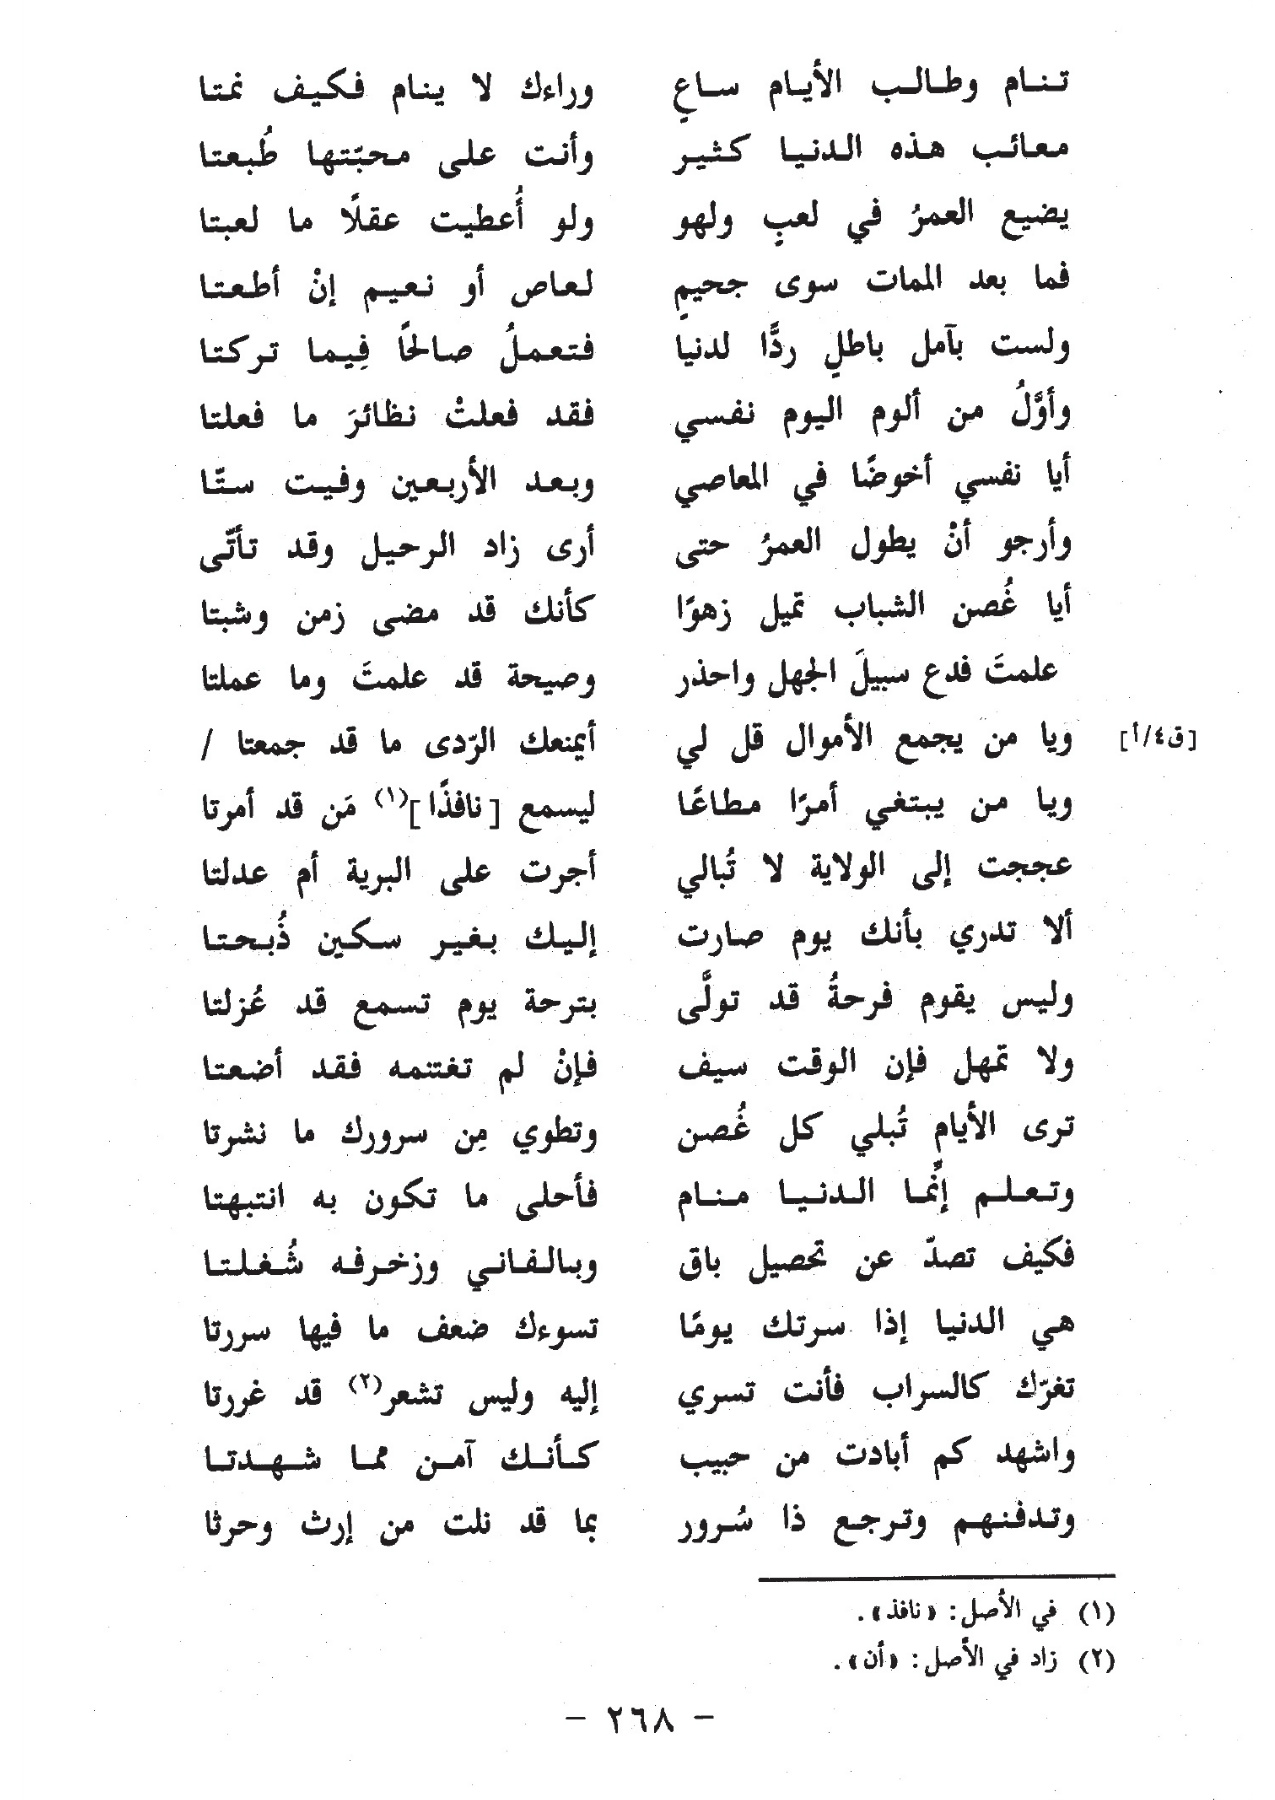 تنام وطالب الأيام ساعٍ وراءك لا ينام فكيف نمتا
معائب هذه الدنيا كثير وأنت على محبّتها طُبعتا
يضيع العمرُ في لعبٍ ولهو ولو أُعطيت عقلًا ما لعبتا
فما بعد الممات سوى جحيمٍ لعاص أو نعيم إنْ أطعتا
ولست بآمل باطلٍ ردًّا لدنيا فتعملُ صالحًا فِيما تركتا
وأوَّلُ من ألوم اليوم نفسي فقد فعلتْ نظائرَ ما فعلتا
أيا نفسي أخوضًا في المعاصي وبعد الأربعين وفيت ستّا
وأرجو أنْ يطول العمرُ حتى أرى زاد الرحيل وقد تأتّى
أيا غُصن الشباب تميل زهوًا كأنك قد مضى زمن وشبتا
علمتَ فدع سبيلَ الجهل واحذر وصيحة قد علمتَ وما عملتا
[ق٤/أ] ويا من يجمع الأموال قل لي أيمنعك الرّدى ما قد جمعتا /
ويا من يبتغي أمرًا مطاعًا ليسمع [نافذًا](١) مَن قد أمرتا
عججت إلى الولاية لا تُبالي أجرت على البرية أم عدلتا
ألا تدري بأنك يوم صارت إليك بغير سكين ذُبحتا
وليس يقوم فرحةُ قد تولَّى بترحة يوم تسمع قد عُزلتا
ولا تمهل فإن الوقت سيف فإنْ لم تغتنمه فقد أضعتا
ترى الأيام تُبلي كل غُصن وتطوي مِن سرورك ما نشرتا
وتعلم إنَّما الدنيا منام فأحلى ما تكون به انتبهتا
فكيف تصدّ عن تحصيل باق وبالفاني وزخرفه شُغلتا
هي الدنيا إذا سرتك يومًا تسوءك ضعف ما فيها سررتا
تغرّك كالسراب فأنت تسري إليه وليس تشعر(٢) قد غررتا
واشهد كم أبادت من حبيب كأنك آمن مما شهدتا
وتدفنهم وترجع ذا سُرور بما قد نلت من إرث وحرثا
(١) في الأصل: «نافذ».
(٢) زاد في الأصل: «أن».
- ٢٦٨ -